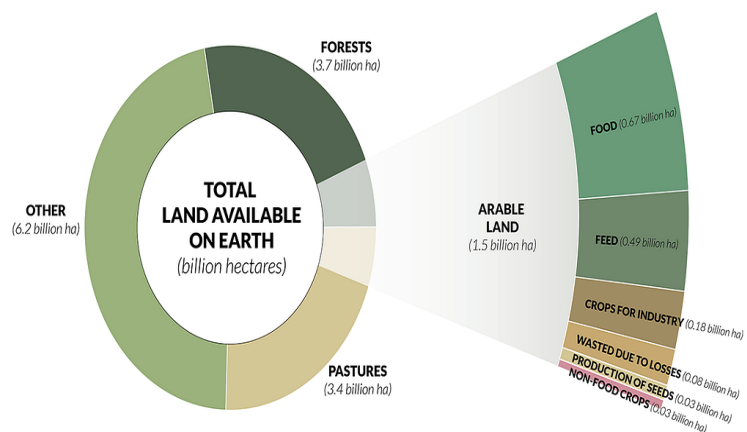 FORESTS
(3.7 billion ha)
OTHER
(6.2 billion ha)
TOTAL
LAND AVAILABLE
ON EARTH
(billion hectares)
PASTURES
(3.4 billion ha)
ARABLE
LAND
(1.5 billion ha)
FOOD (0.67 billion ha)
FEED (0.49 billion ha)
CROPS FOR INDUSTRY (0.18 billion ha)
WASTED DUE TO LOSSES (0.08 billion ha)
PRODUCTION OF SEEDS (0.03 billion ha)
NON-FOOD CROPS (0.03 billion ha)